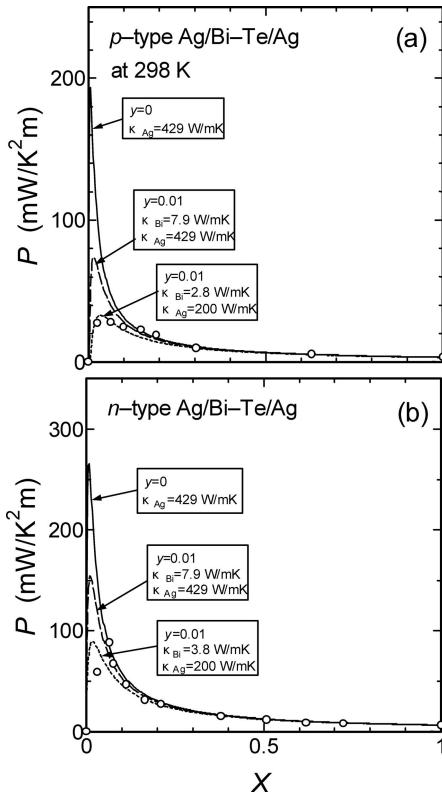 p–type Ag/Bi–Te/Ag (a)
at 298 K
200
100
0
P (mW/K²m)
y=0
κ Ag=429 W/mK
y=0.01
κ Bi=7.9 W/mK
κ Ag=429 W/mK
y=0.01
κ Bi=2.8 W/mK
κ Ag=200 W/mK
n–type Ag/Bi–Te/Ag (b)
300
200
100
0
P (mW/K²m)
y=0
κ Ag=429 W/mK
y=0.01
κ Bi=7.9 W/mK
κ Ag=429 W/mK
y=0.01
κ Bi=3.8 W/mK
κ Ag=200 W/mK
0 0.5 1
X